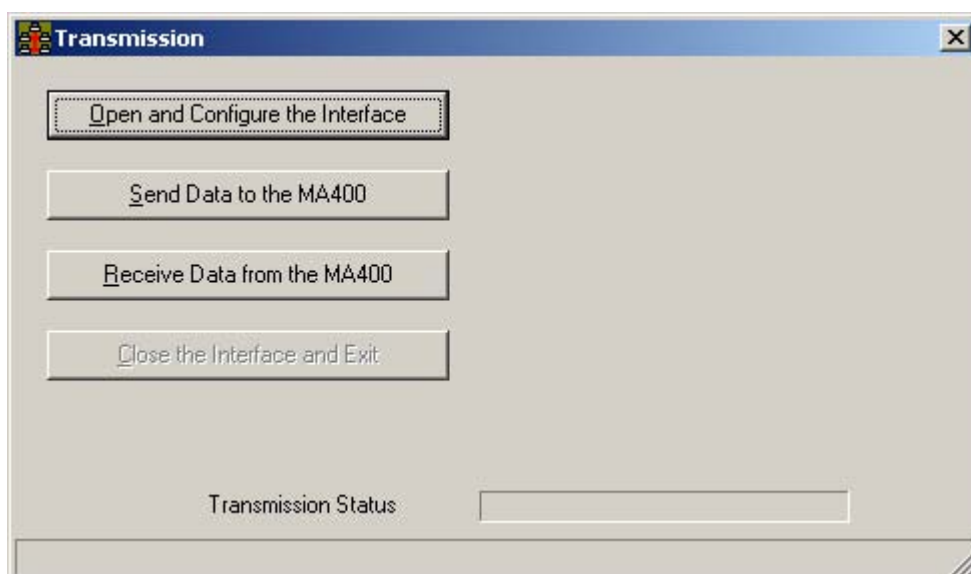 Transmission
Open and Configure the Interface
Send Data to the MA400
Receive Data from the MA400
Close the Interface and Exit
Transmission Status